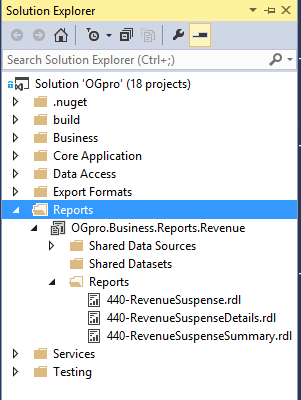 Solution Explorer
Search Solution Explorer (Ctrl+;)
Solution 'OGpro' (18 projects)
.nuget
build
Business
Core Application
Data Access
Export Formats
Reports
OGpro.Business.Reports.Revenue
Shared Data Sources
Shared Datasets
Reports
440-RevenueSuspense.rdl
440-RevenueSuspenseDetails.rdl
440-RevenueSuspenseSummary.rdl
Services
Testing